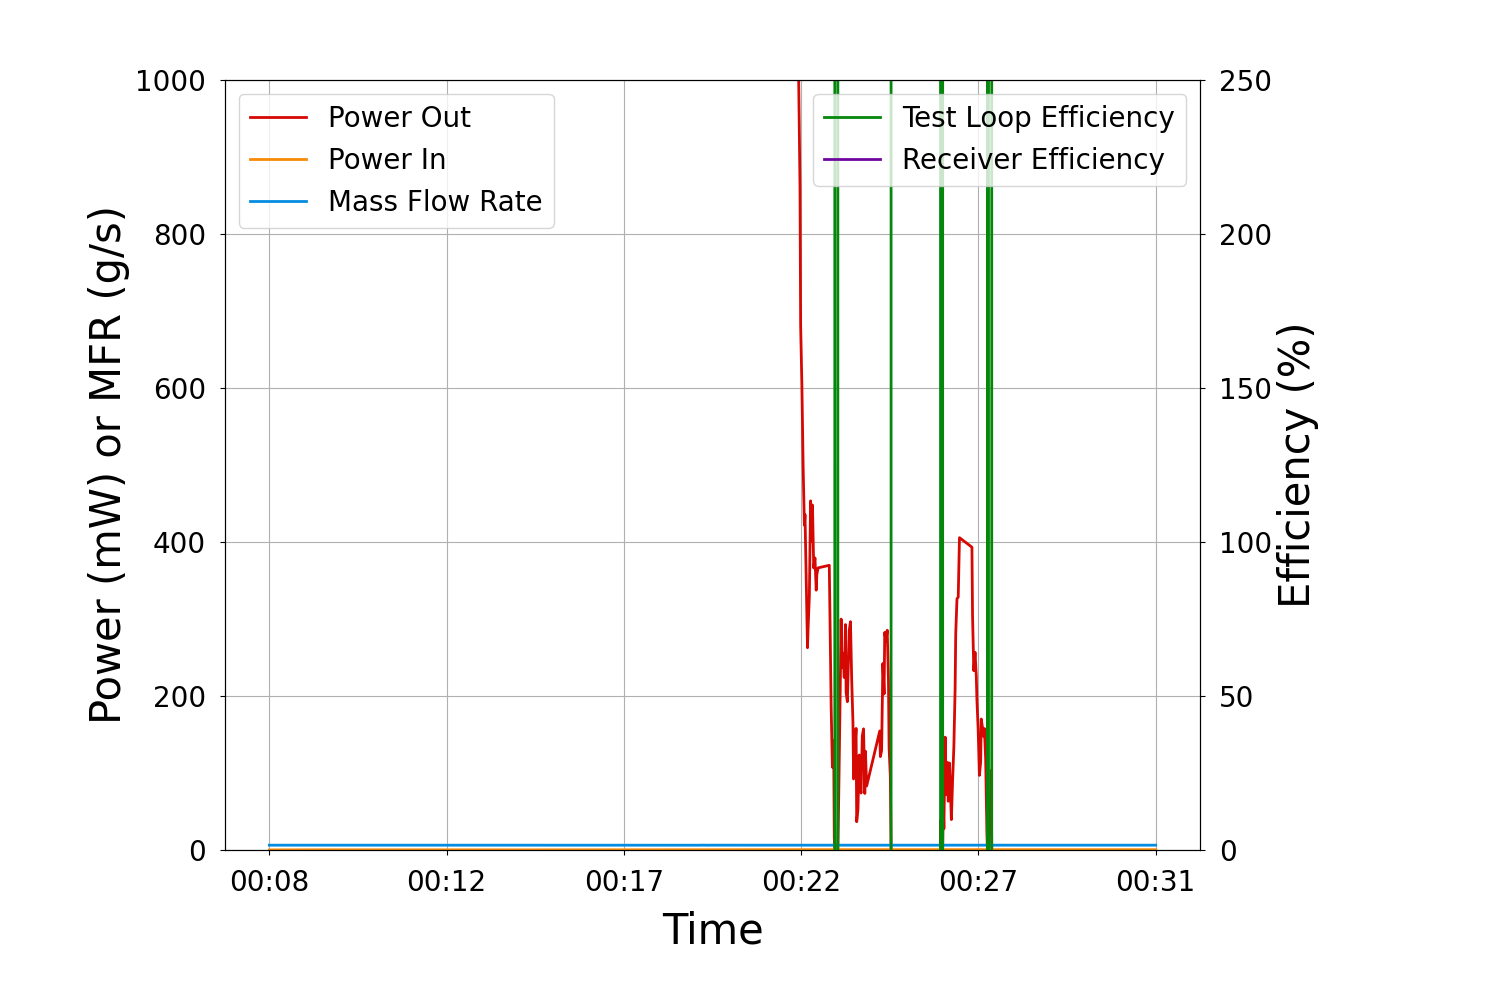 1000
800
600
400
200
0
Power (mW) or MFR (g/s)
Power Out
Power In
Mass Flow Rate
Test Loop Efficiency
Receiver Efficiency
250
200
150
100
50
0
Efficiency (%)
00:08 00:12 00:17 00:22 00:27 00:31
Time